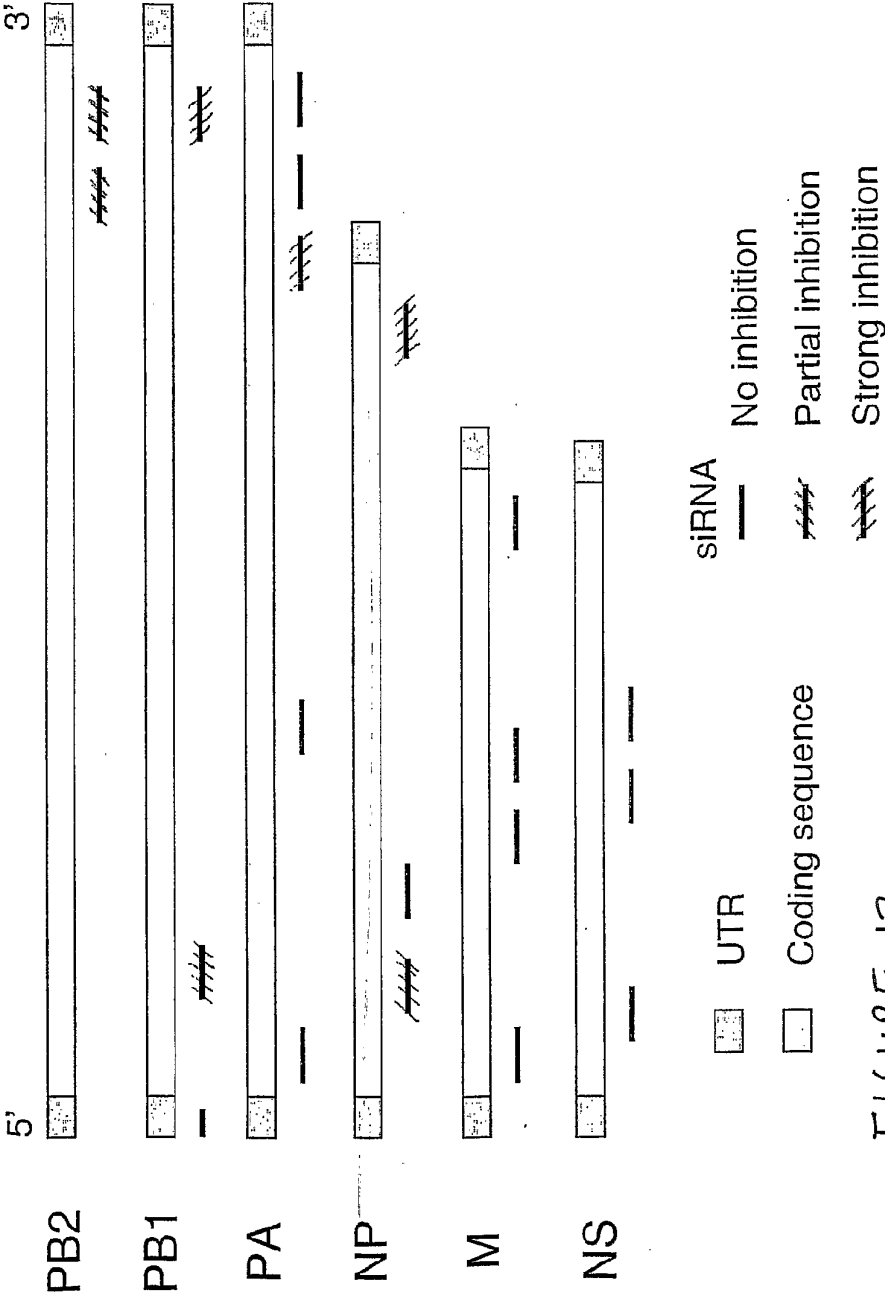 5' 3'
PB2
PB1
PA
NP
M
NS
siRNA
UTR
No inhibition
Coding sequence
Partial inhibition
Strong inhibition